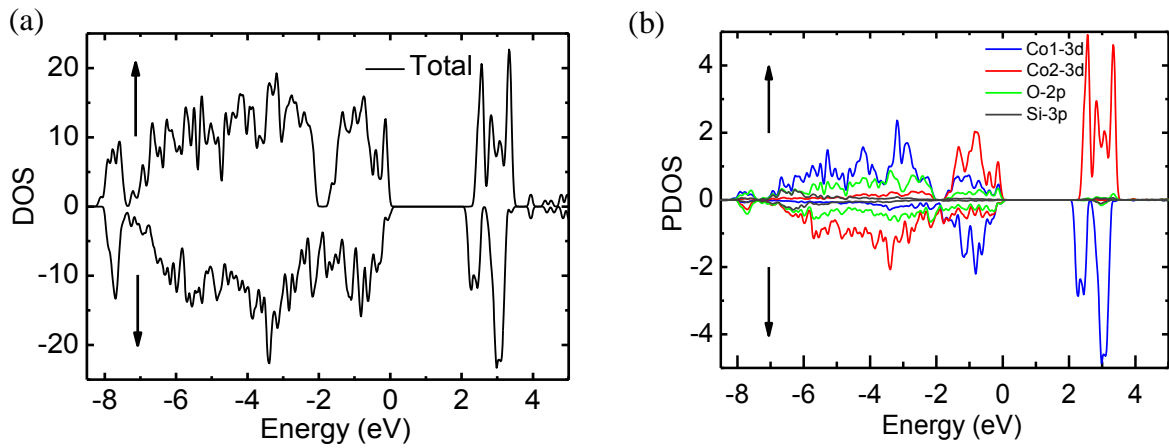 (a)
Total
DOS
20
10
0
-10
-20
-8 -6 -4 -2 0 2 4
Energy (eV)
(b)
Co1-3d
Co2-3d
O-2p
Si-3p
PDOS
4
2
0
-2
-4
-8 -6 -4 -2 0 2 4
Energy (eV)